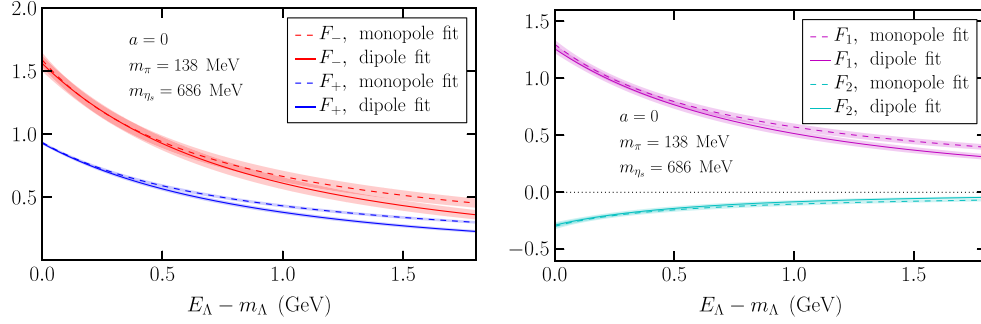 2.0
1.5
1.0
0.5
0.0 0.5 1.0 1.5
E_Λ − m_Λ (GeV)
a = 0
m_π = 138 MeV
m_{η_s} = 686 MeV
F_−, monopole fit
F_−, dipole fit
F_+, monopole fit
F_+, dipole fit
1.5
1.0
0.5
0.0
−0.5
0.0 0.5 1.0 1.5
E_Λ − m_Λ (GeV)
a = 0
m_π = 138 MeV
m_{η_s} = 686 MeV
F_1, monopole fit
F_1, dipole fit
F_2, monopole fit
F_2, dipole fit